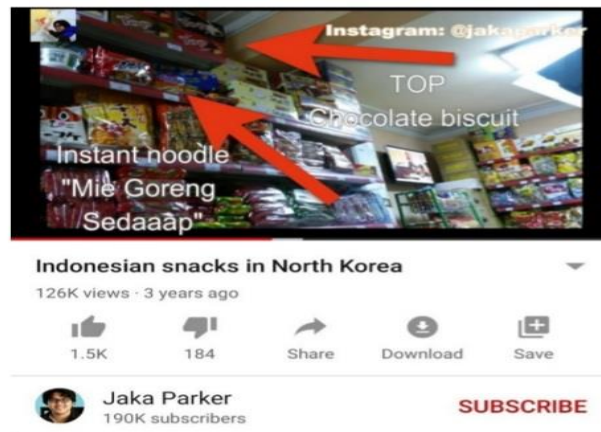 Instagram: @jakaparker
TOP
Chocolate biscuit
Instant noodle
"Mie Goreng
Sedaaap"
Indonesian snacks in North Korea
126K views · 3 years ago
1.5K
184
Share
Download
Save
Jaka Parker
190K subscribers
SUBSCRIBE